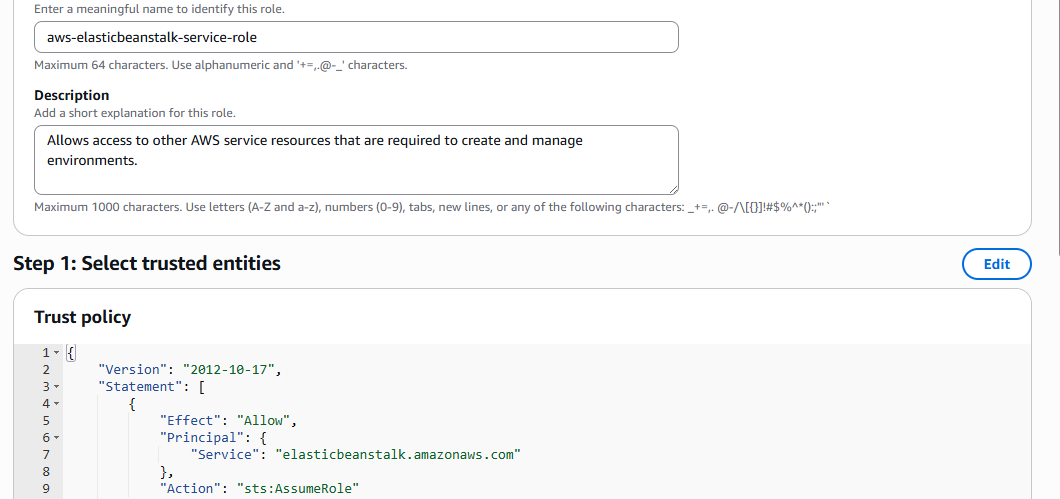 Enter a meaningful name to identify this role.
aws-elasticbeanstalk-service-role
Maximum 64 characters. Use alphanumeric and '+=,.@-_' characters.
Description
Add a short explanation for this role.
Allows access to other AWS service resources that are required to create and manage
environments.
Maximum 1000 characters. Use letters (A-Z and a-z), numbers (0-9), tabs, new lines, or any of the following characters: _+=,. @-/\[{}]!#$%^*();:"'`
Step 1: Select trusted entities
Edit
Trust policy
1 {
2 "Version": "2012-10-17",
3 "Statement": [
4 {
5 "Effect": "Allow",
6 "Principal": {
7 "Service": "elasticbeanstalk.amazonaws.com"
8 },
9 "Action": "sts:AssumeRole"